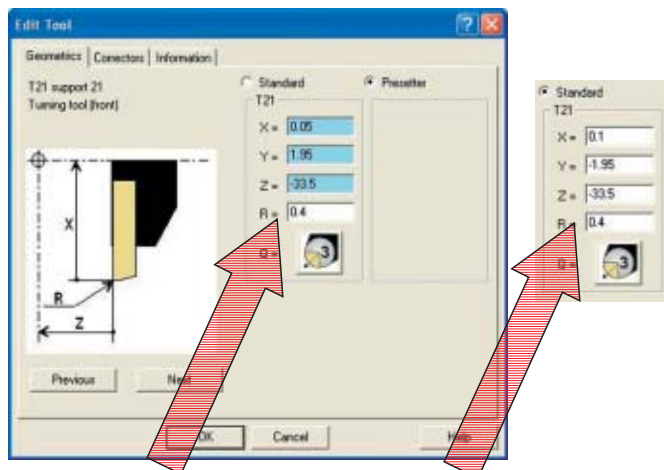 Edit Tool
Geometrics Correctors Information
T21 support 21
Turning tool (front)
Standard Presetter
T21
X = 0.05
Y = 1.95
Z = -33.5
R = 0.4
Q =
3
X
R
Z
Previous Next
OK Cancel Help
Standard
T21
X = 0.1
Y = -1.95
Z = -33.5
R = 0.4
3